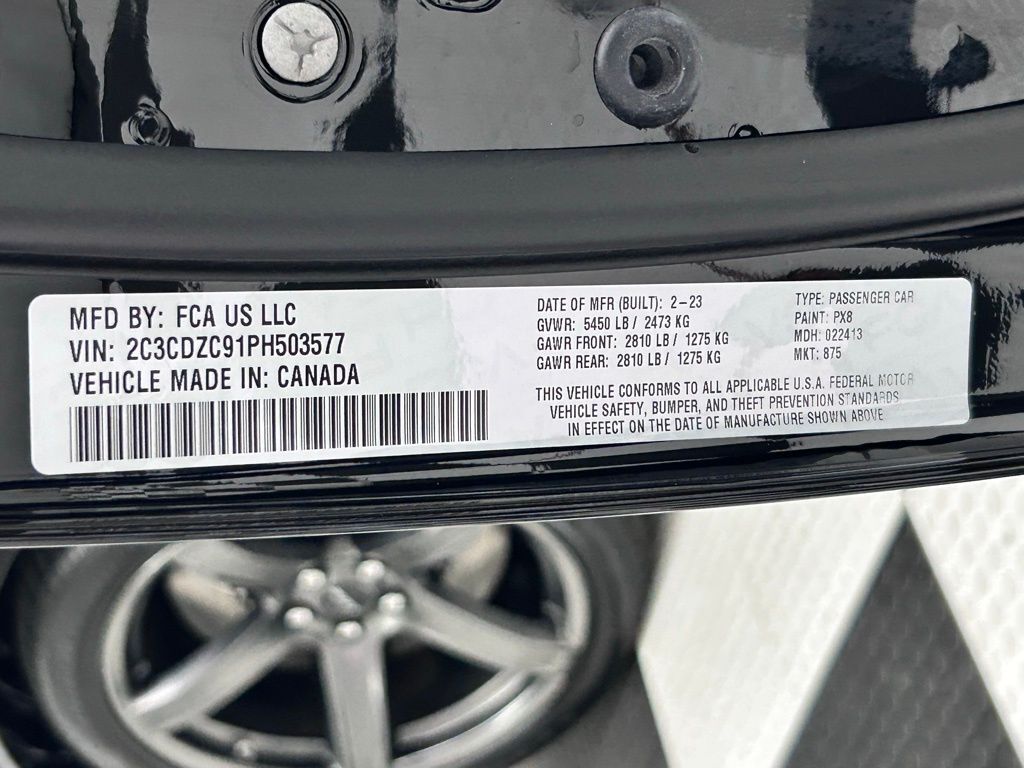 MFD BY: FCA US LLC
VIN: 2C3CDZC91PH503577
VEHICLE MADE IN: CANADA
DATE OF MFR (BUILT): 2-23
GVWR: 5450 LB / 2473 KG
GAWR FRONT: 2810 LB / 1275 KG
GAWR REAR: 2810 LB / 1275 KG
TYPE: PASSENGER CAR
PAINT: PX8
MDH: 022413
MKT: 875
THIS VEHICLE CONFORMS TO ALL APPLICABLE U.S.A. FEDERAL MOTOR
VEHICLE SAFETY, BUMPER, AND THEFT PREVENTION STANDARDS
IN EFFECT ON THE DATE OF MANUFACTURE SHOWN ABOVE